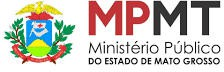 MPMT
Ministério Público
DO ESTADO DE MATO GROSSO